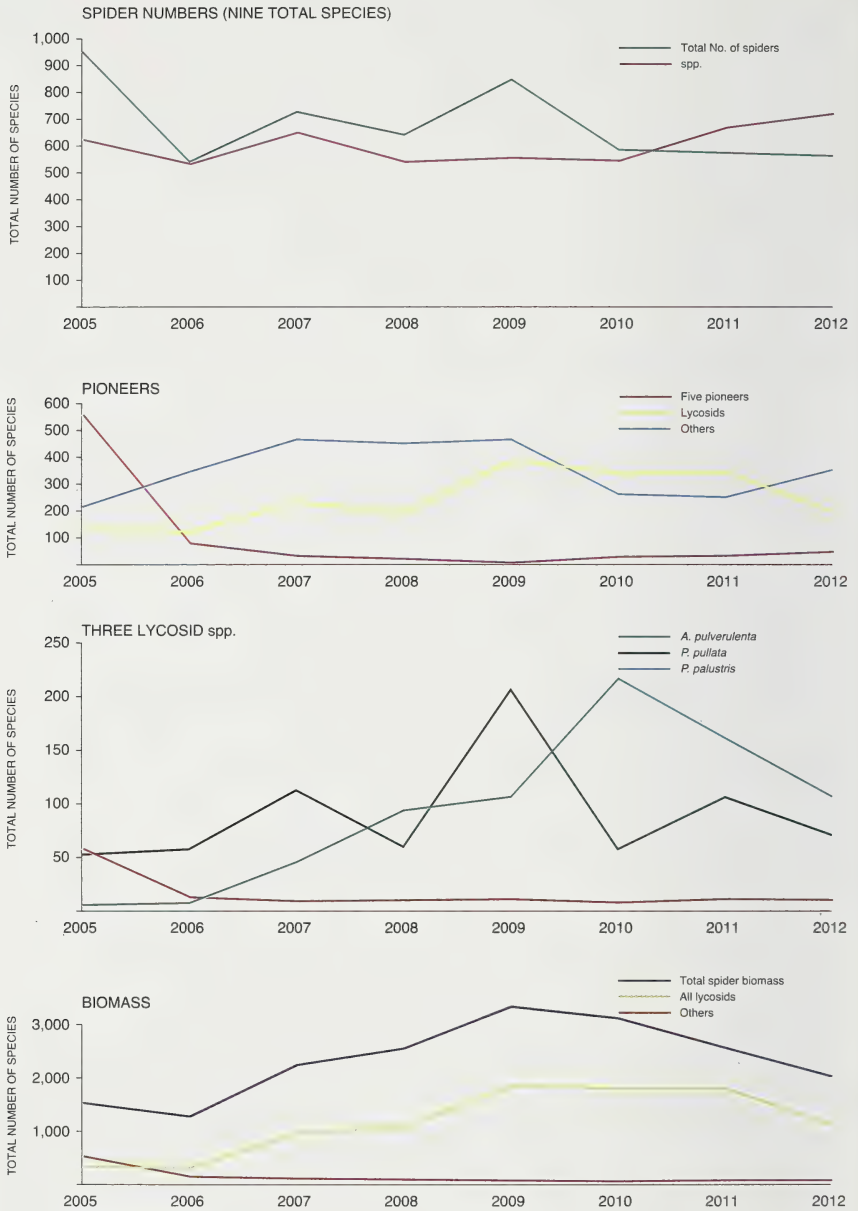 SPIDER NUMBERS (NINE TOTAL SPECIES)
TOTAL NUMBER OF SPECIES
1,000
900
800
700
600
500
400
300
200
100
Total No. of spiders
spp.
2005 2006 2007 2008 2009 2010 2011 2012
PIONEERS
TOTAL NUMBER OF SPECIES
600
500
400
300
200
100
Five pioneers
Lycosids
Others
2005 2006 2007 2008 2009 2010 2011 2012
THREE LYCOSID spp.
TOTAL NUMBER OF SPECIES
250
200
150
100
50
A. pulverulenta
P. pullata
P. palustris
2005 2006 2007 2008 2009 2010 2011 2012
BIOMASS
TOTAL NUMBER OF SPECIES
3,000
2,000
1,000
Total spider biomass
All lycosids
Others
2005 2006 2007 2008 2009 2010 2011 2012